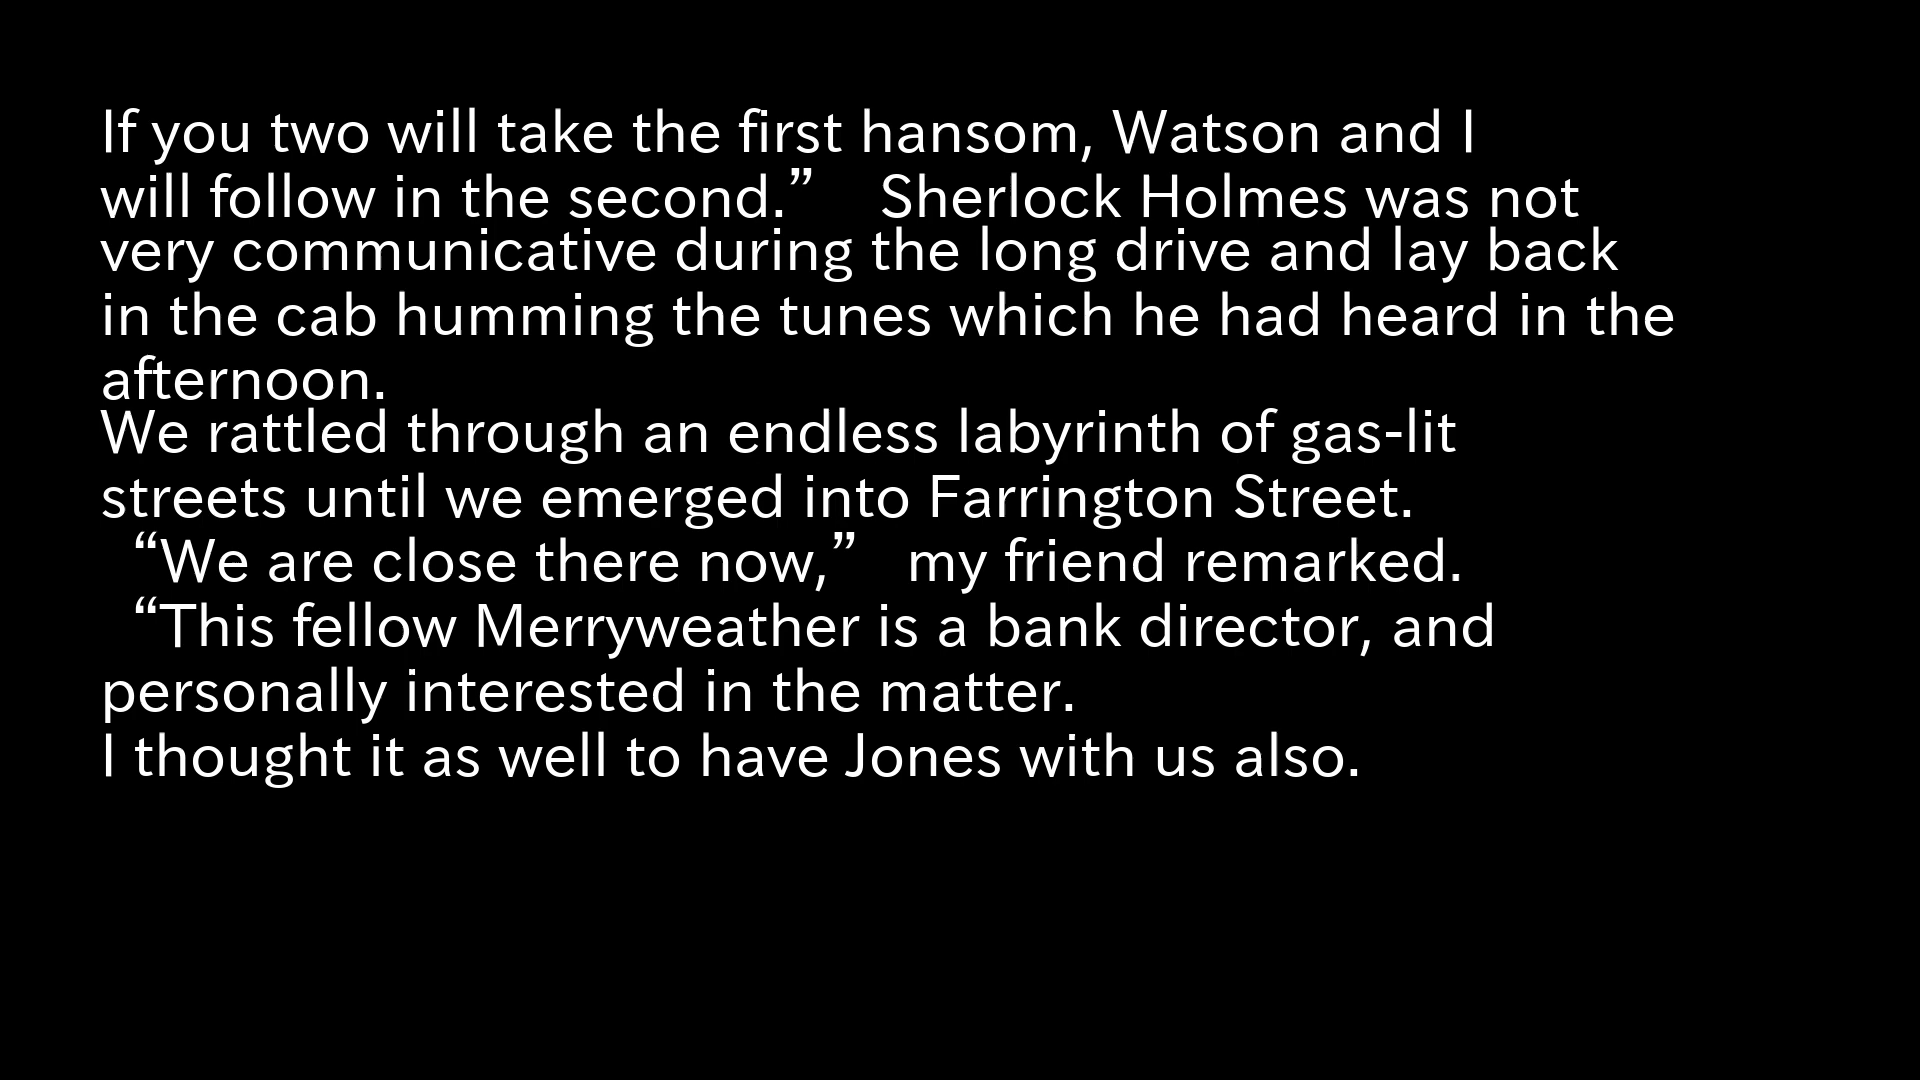 If you two will take the first hansom, Watson and I
will follow in the second.” Sherlock Holmes was not
very communicative during the long drive and lay back
in the cab humming the tunes which he had heard in the
afternoon.
We rattled through an endless labyrinth of gas-lit
streets until we emerged into Farrington Street.
“We are close there now,” my friend remarked.
“This fellow Merryweather is a bank director, and
personally interested in the matter.
I thought it as well to have Jones with us also.